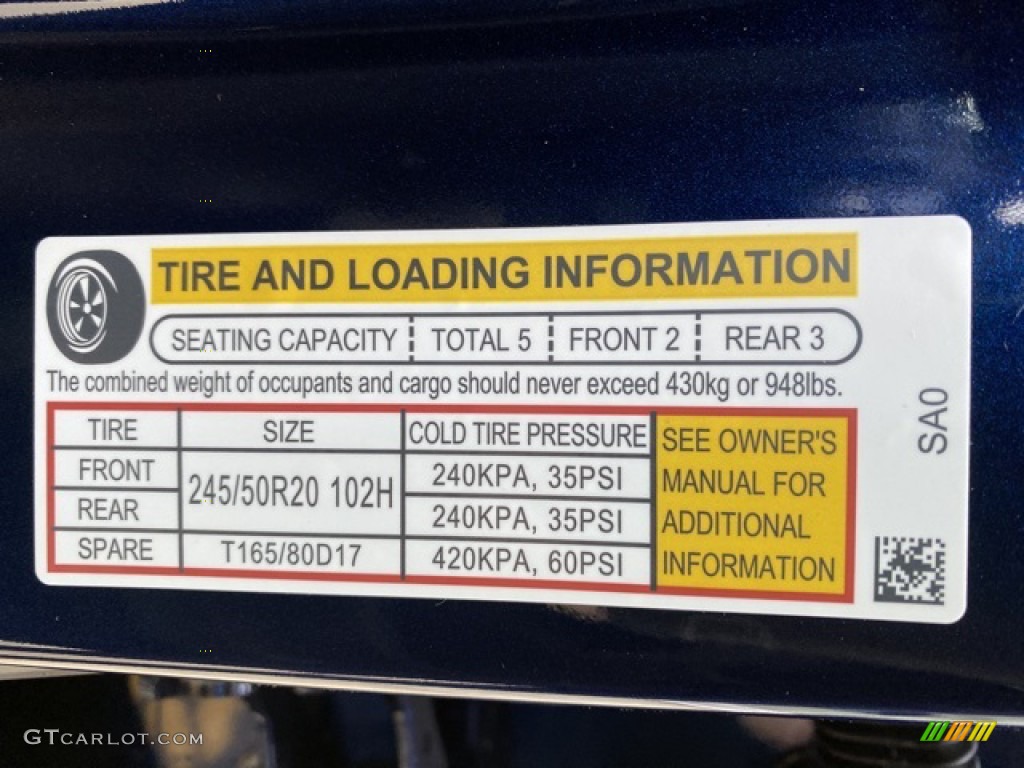 TIRE AND LOADING INFORMATION
SEATING CAPACITY TOTAL 5 FRONT 2 REAR 3
The combined weight of occupants and cargo should never exceed 430kg or 948lbs.
TIRE SIZE COLD TIRE PRESSURE
FRONT 245/50R20 102H 240KPA, 35PSI
REAR 240KPA, 35PSI
SPARE T165/80D17 420KPA, 60PSI
SEE OWNER'S
MANUAL FOR
ADDITIONAL
INFORMATION
SA0
GTCARLOT.COM